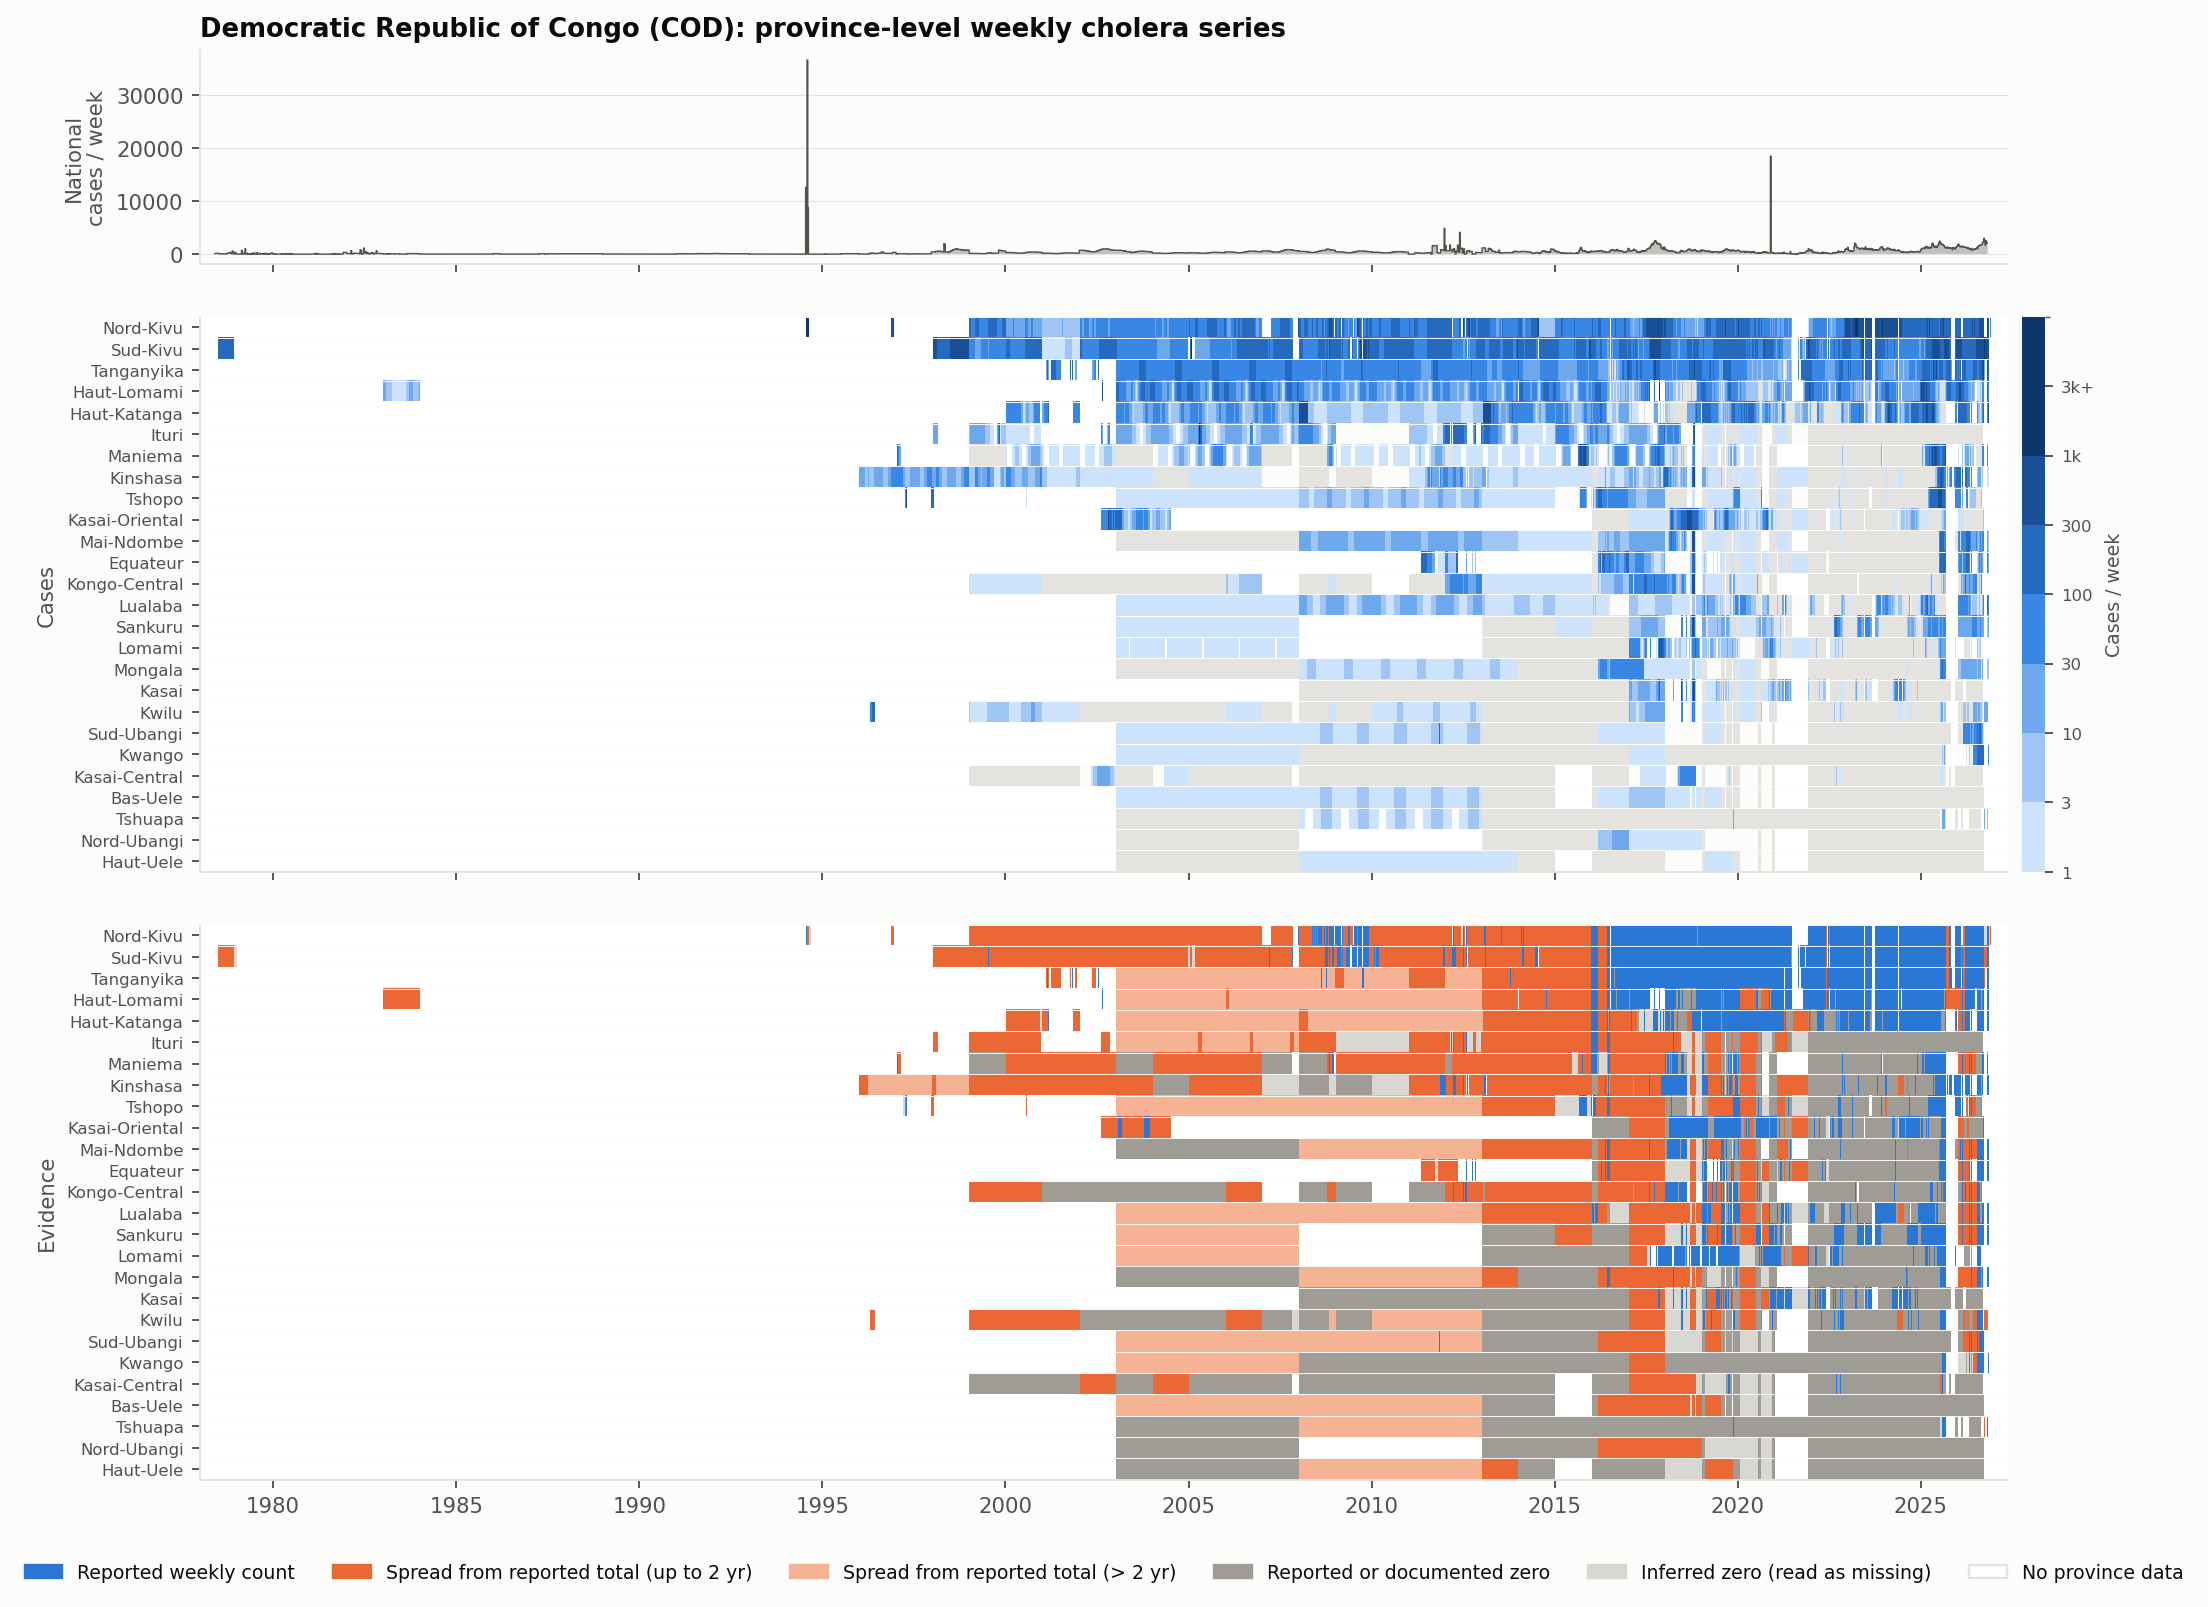 Democratic Republic of Congo (COD): province-level weekly cholera series
National
cases / week
30000
20000
10000
0
Cases
Nord-Kivu
Sud-Kivu
Tanganyika
Haut-Lomami
Haut-Katanga
Ituri
Maniema
Kinshasa
Tshopo
Kasai-Oriental
Mai-Ndombe
Equateur
Kongo-Central
Lualaba
Sankuru
Lomami
Mongala
Kasai
Kwilu
Sud-Ubangi
Kwango
Kasai-Central
Bas-Uele
Tshuapa
Nord-Ubangi
Haut-Uele
3k+
1k
300
100
30
10
3
1
Cases / week
Evidence
Nord-Kivu
Sud-Kivu
Tanganyika
Haut-Lomami
Haut-Katanga
Ituri
Maniema
Kinshasa
Tshopo
Kasai-Oriental
Mai-Ndombe
Equateur
Kongo-Central
Lualaba
Sankuru
Lomami
Mongala
Kasai
Kwilu
Sud-Ubangi
Kwango
Kasai-Central
Bas-Uele
Tshuapa
Nord-Ubangi
Haut-Uele
1980 1985 1990 1995 2000 2005 2010 2015 2020 2025
Reported weekly count Spread from reported total (up to 2 yr) Spread from reported total (> 2 yr) Reported or documented zero Inferred zero (read as missing) No province data